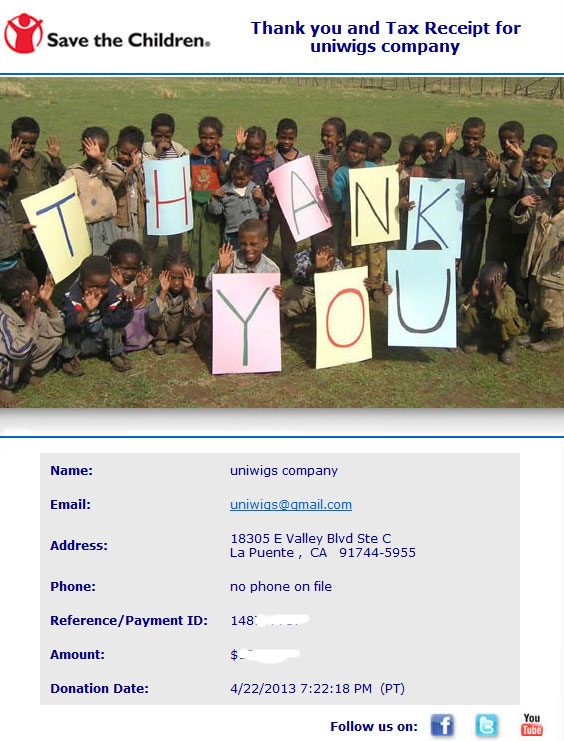 Save the Children®
Thank you and Tax Receipt for
uniwigs company
THANK
YOU
Name: uniwigs company
Email: uniwigs@gmail.com
Address: 18305 E Valley Blvd Ste C
La Puente , CA 91744-5955
Phone: no phone on file
Reference/Payment ID: 148
Amount: $
Donation Date: 4/22/2013 7:22:18 PM (PT)
Follow us on: f t You
Tube